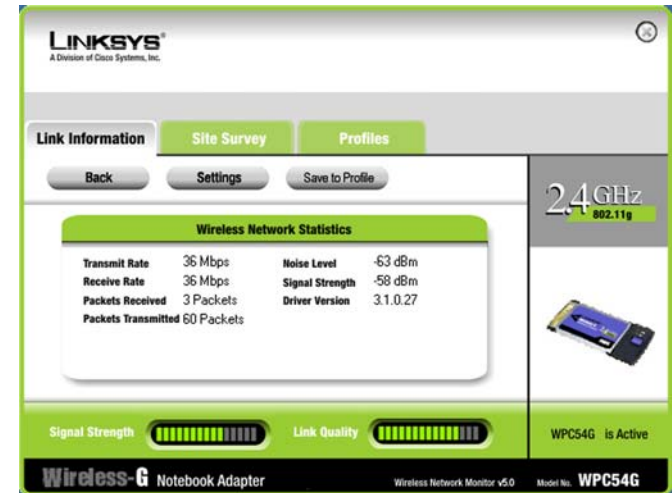 LINKSYS®
A Division of Cisco Systems, Inc.
Link Information Site Survey Profiles
Back Settings Save to Profile
2.4 GHz
802.11g
Wireless Network Statistics
Transmit Rate 36 Mbps Noise Level -63 dBm
Receive Rate 36 Mbps Signal Strength -58 dBm
Packets Received 3 Packets Driver Version 3.1.0.27
Packets Transmitted 60 Packets
Signal Strength Link Quality WPC54G is Active
Wireless-G Notebook Adapter Wireless Network Monitor v5.0 Model No. WPC54G